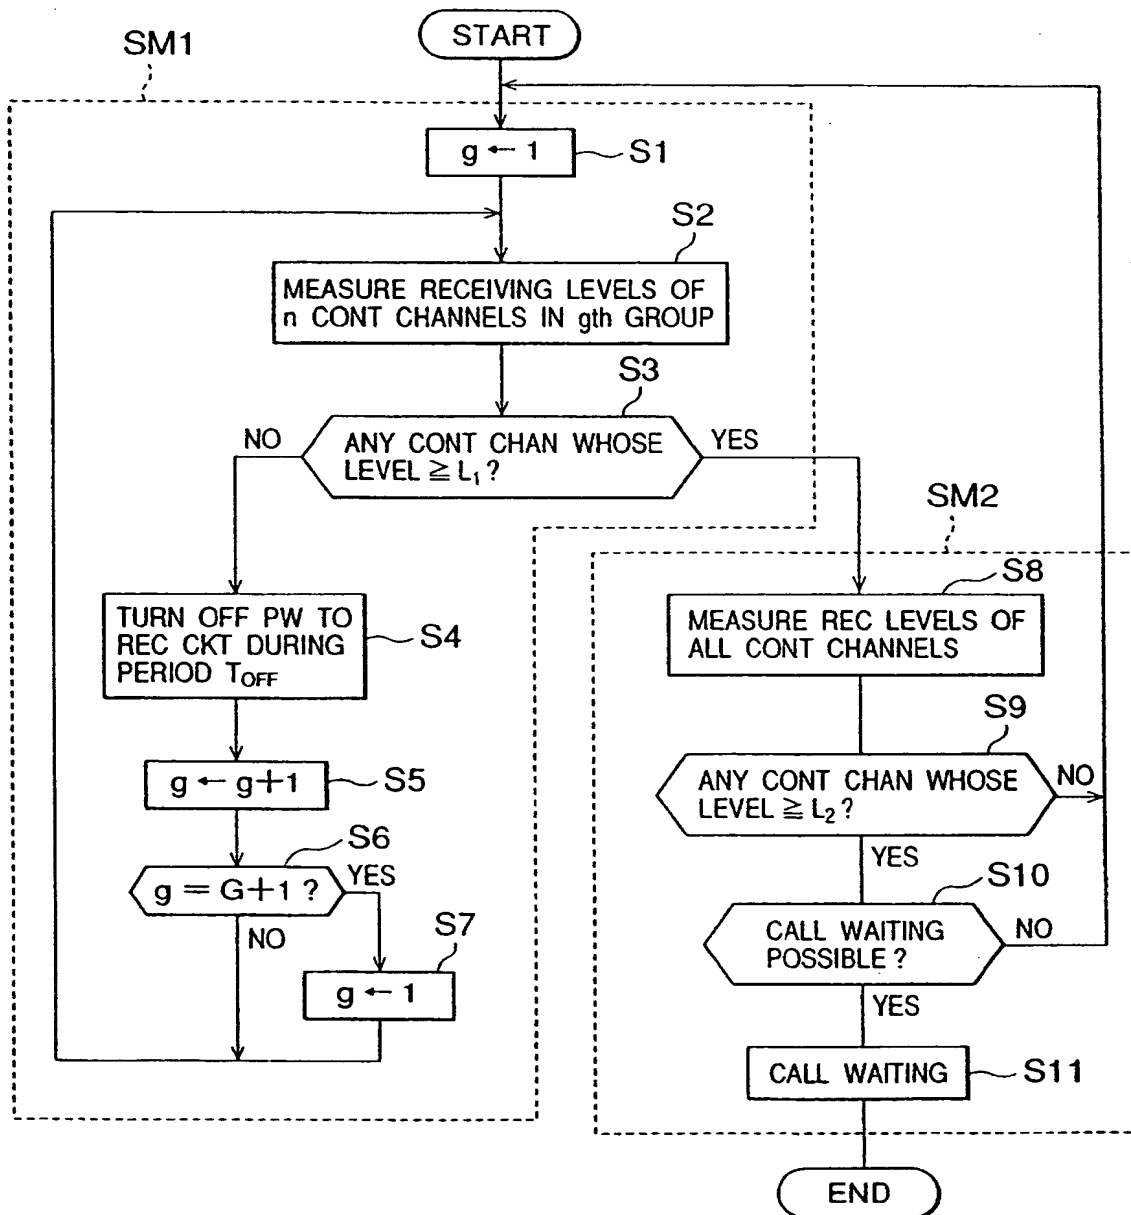 START
SM1
g ← 1
S1
S2
MEASURE RECEIVING LEVELS OF
n CONT CHANNELS IN gth GROUP
S3
NO
ANY CONT CHAN WHOSE
LEVEL ≧ L1 ?
YES
SM2
S8
TURN OFF PW TO
REC CKT DURING
PERIOD TOFF
S4
MEASURE REC LEVELS OF
ALL CONT CHANNELS
S9
g ← g+1
S5
ANY CONT CHAN WHOSE
LEVEL ≧ L2 ?
NO
S6
g = G+1 ?
YES
YES
S10
NO
S7
CALL WAITING
POSSIBLE ?
NO
g ← 1
YES
CALL WAITING
S11
END